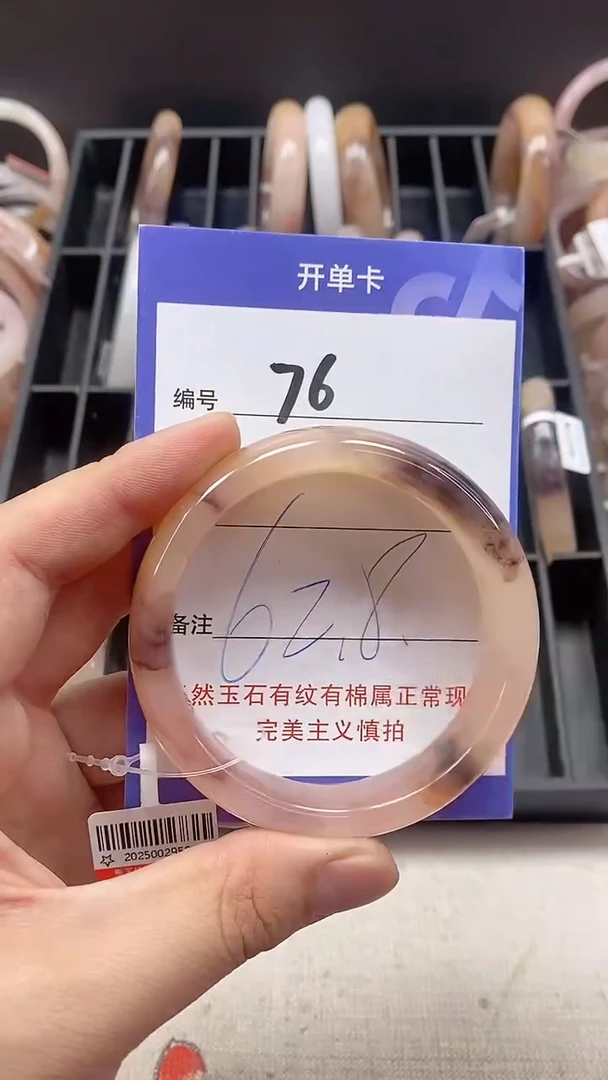 开单卡
编号 76
62.8.
备注
然玉石有纹有棉属正常现
完美主义慎拍
202500295